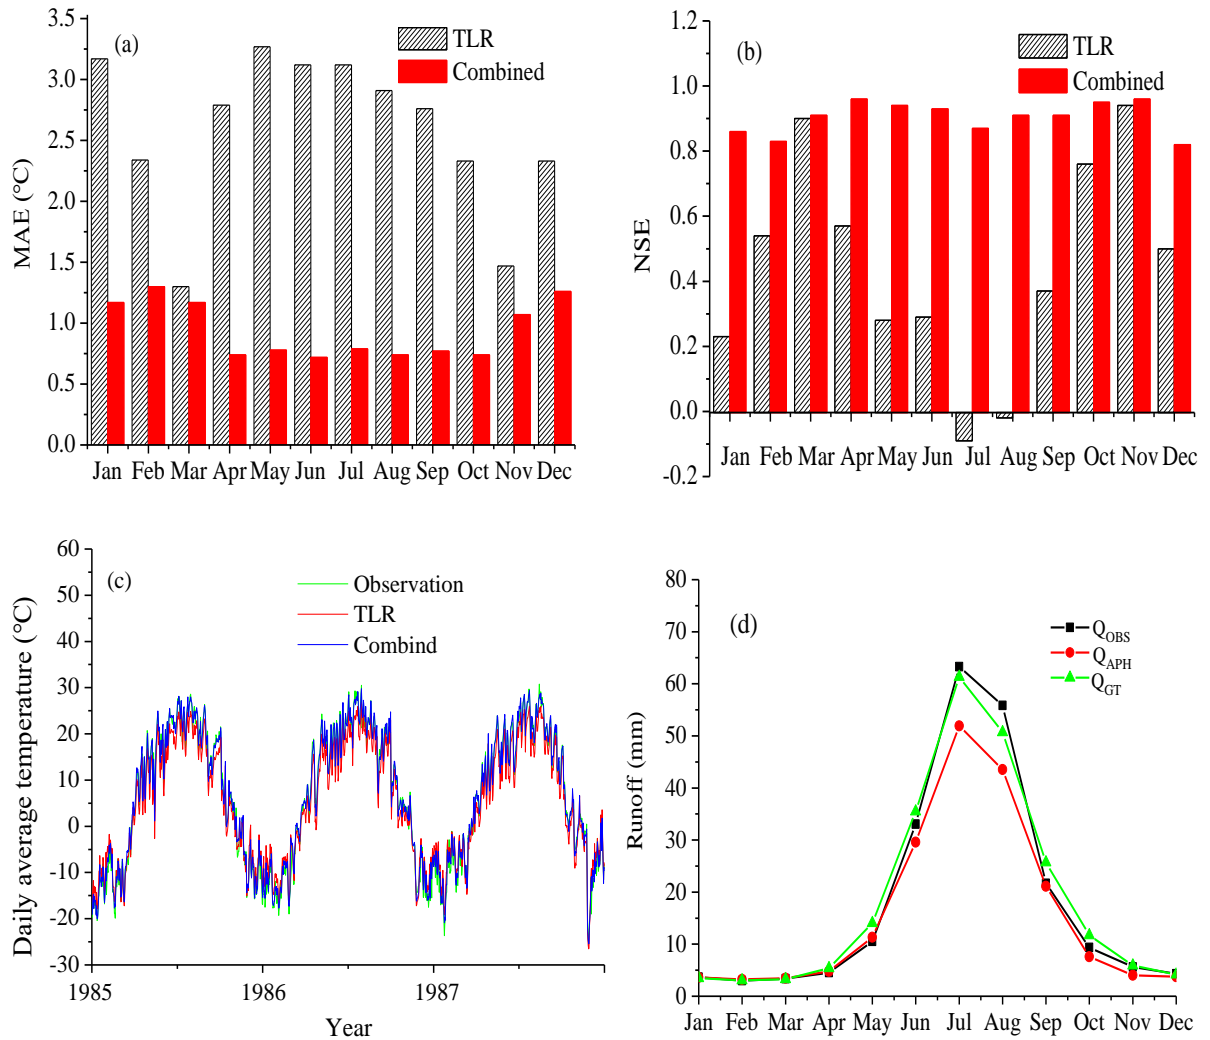 (a)
TLR
Combined
MAE (°C)
3.5
3.0
2.5
2.0
1.5
1.0
0.5
0.0
Jan Feb Mar Apr May Jun Jul Aug Sep Oct Nov Dec
(b)
TLR
Combined
NSE
1.2
1.0
0.8
0.6
0.4
0.2
0.0
-0.2
Jan Feb Mar Apr May Jun Jul Aug Sep Oct Nov Dec
(c)
Observation
TLR
Combind
Daily average temperature (°C)
60
50
40
30
20
10
0
-10
-20
-30
1985 1986 1987
Year
(d)
Q_OBS
Q_APH
Q_GT
Runoff (mm)
80
70
60
50
40
30
20
10
0
Jan Feb Mar Apr May Jun Jul Aug Sep Oct Nov Dec